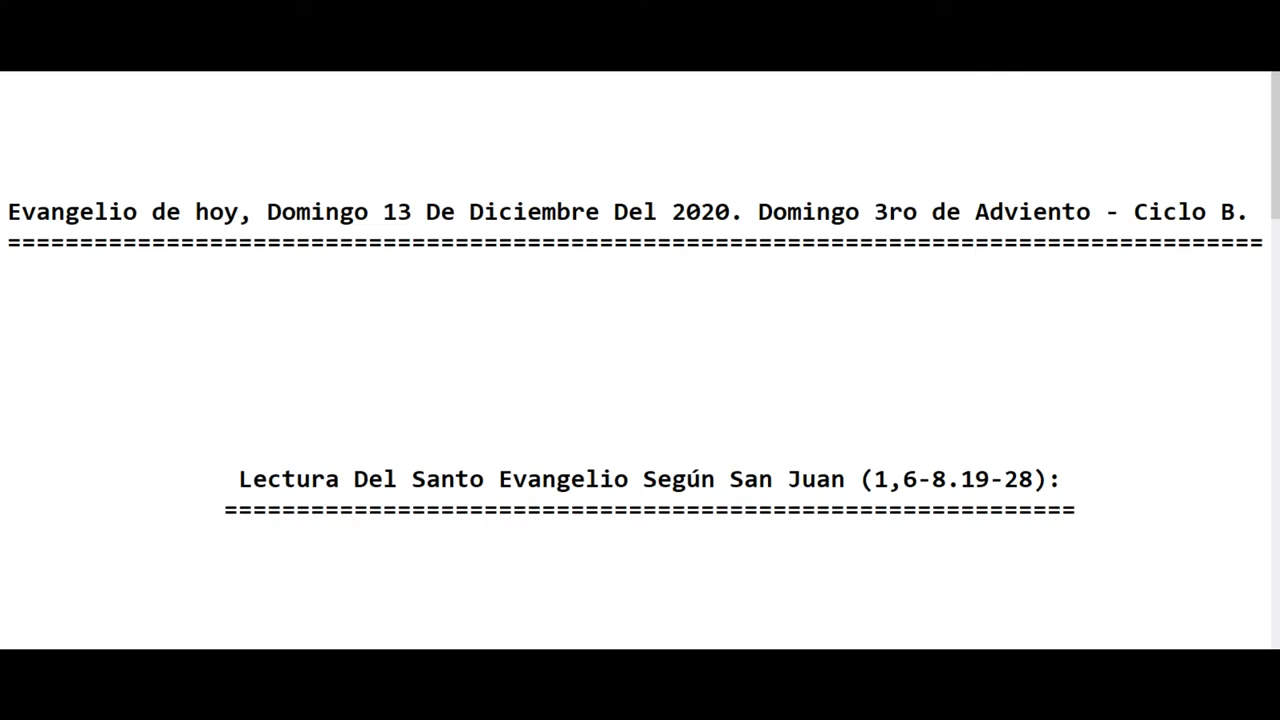 Evangelio de hoy, Domingo 13 De Diciembre Del 2020. Domingo 3ro de Adviento - Ciclo B.
=======================================================================================
Lectura Del Santo Evangelio Según San Juan (1,6-8.19-28):
===========================================================